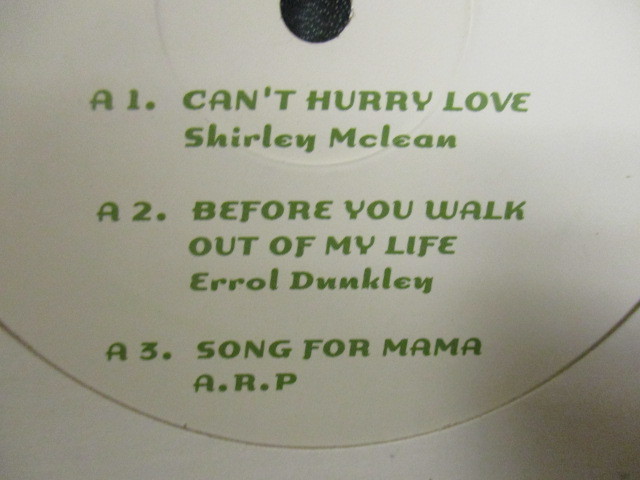 A 1. CAN'T HURRY LOVE
Shirley Mclean
A 2. BEFORE YOU WALK
OUT OF MY LIFE
Errol Dunkley
A 3. SONG FOR MAMA
A.R.P